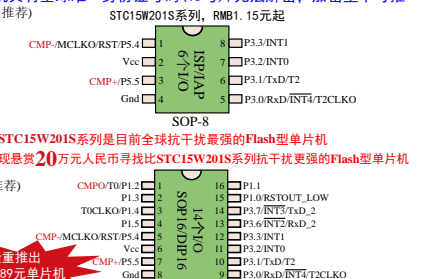 推荐)
STC15W201S系列，RMB1.15元起
CMP-/MCLKO/RST/P5.4 1 8 P3.3/INT1
Vcc 2 7 P3.2/INT0
CMP+/P5.5 3 6 P3.1/TxD/T2
Gnd 4 5 P3.0/RxD/INT4/T2CLKO
ISP/IAP
6个I/O
SOP-8
STC15W201S系列是目前全球抗干扰最强的Flash型单片机
现悬赏20万元人民币寻找比STC15W201S系列抗干扰更强的Flash型单片机
荐)
CMPO/T0/P1.2 1 16 P1.1
P1.3 2 15 P1.0/RSTOUT_LOW
T0CLKO/P1.4 3 14 P3.7/INT3/TxD_2
P1.5 4 13 P3.6/INT2/RxD_2
CMP-/MCLKO/RST/P5.4 5 12 P3.3/INT1
Vcc 6 11 P3.2/INT0
CMP+/P5.5 7 10 P3.1/TxD/T2
Gnd 8 9 P3.0/RxD/INT4/T2CLKO
14个I/O
SOP16/DIP16
重推出
89元单片机